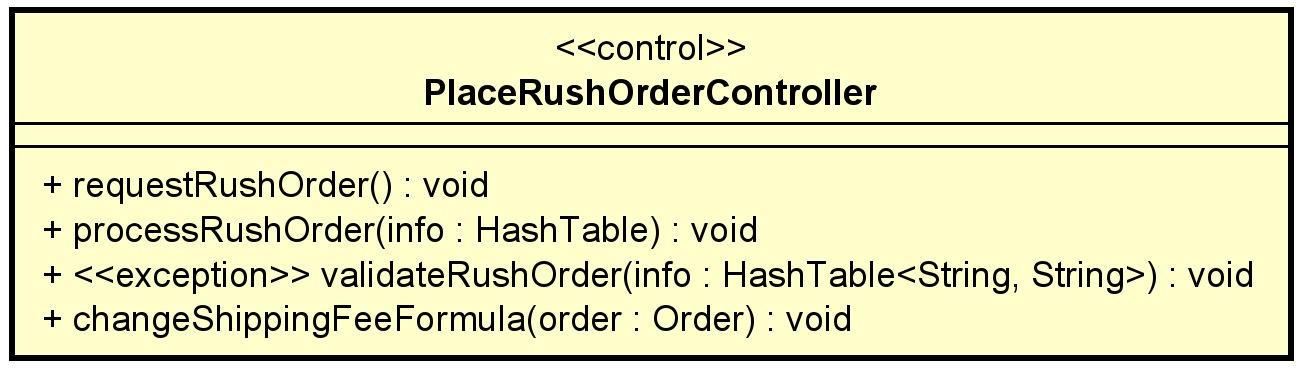 <<control>>
PlaceRushOrderController
+ requestRushOrder() : void
+ processRushOrder(info : HashTable) : void
+ <<exception>> validateRushOrder(info : HashTable<String, String>) : void
+ changeShippingFeeFormula(order : Order) : void